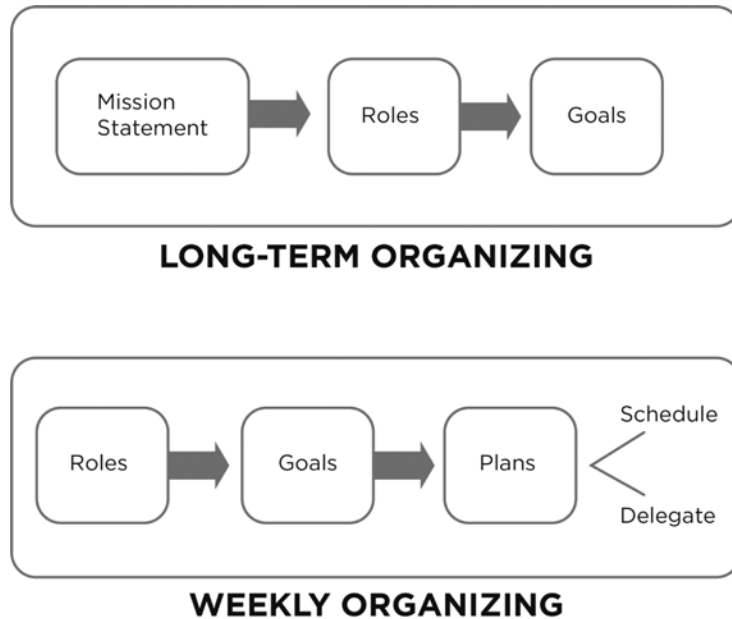 Mission
Statement
Roles
Goals
LONG-TERM ORGANIZING
Roles
Goals
Plans
Schedule
Delegate
WEEKLY ORGANIZING